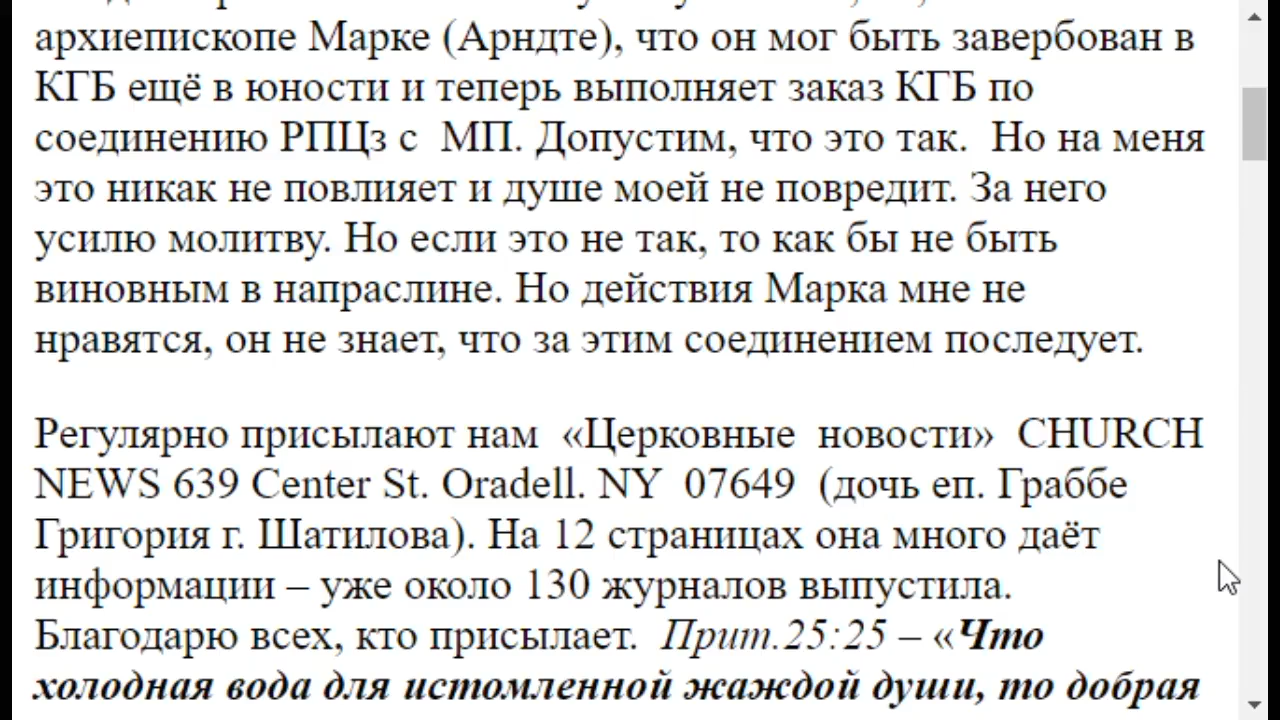 архиепископе Марке (Арндте), что он мог быть завербован в
КГБ ещё в юности и теперь выполняет заказ КГБ по
соединению РПЦз с  МП. Допустим, что это так.  Но на меня
это никак не повлияет и душе моей не повредит. За него
усилю молитву. Но если это не так, то как бы не быть
виновным в напраслине. Но действия Марка мне не
нравятся, он не знает, что за этим соединением последует.
Регулярно присылают нам  «Церковные  новости»  CHURCH
NEWS 639 Center St. Oradell. NY  07649  (дочь еп. Граббе
Григория г. Шатилова). На 12 страницах она много даёт
информации – уже около 130 журналов выпустила.
Благодарю всех, кто присылает.  Прит.25:25 – «Что
холодная вода для истомленной жаждой души, то добрая